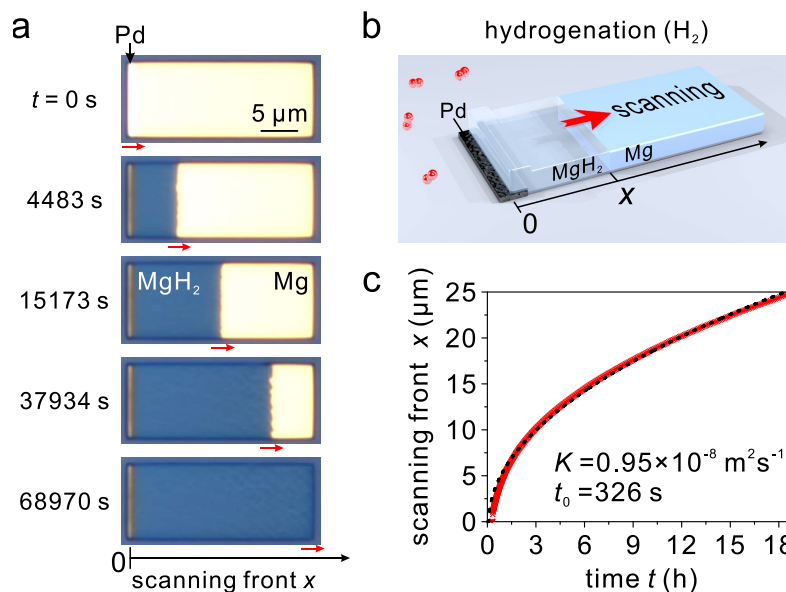 a
Pd
t = 0 s
5 µm
4483 s
15173 s
MgH₂
Mg
37934 s
68970 s
0
scanning front x
b
hydrogenation (H₂)
Pd
scanning
MgH₂
Mg
0
x
c
scanning front x (µm)
25
20
15
10
5
0
K = 0.95×10⁻⁸ m²s⁻¹
t₀ = 326 s
0
3
6
9
12
15
18
time t (h)